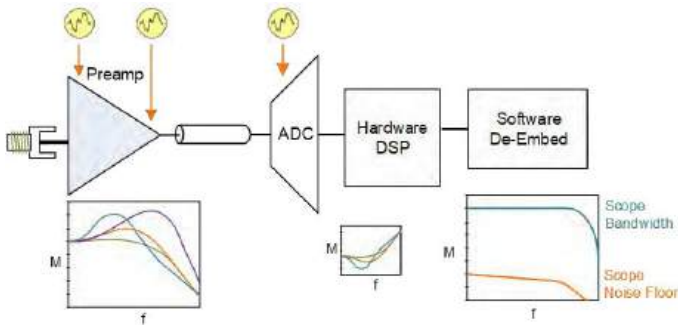 Preamp
ADC
Hardware
DSP
Software
De-Embed
M
f
M
f
M
f
Scope
Bandwidth
Scope
Noise Floor